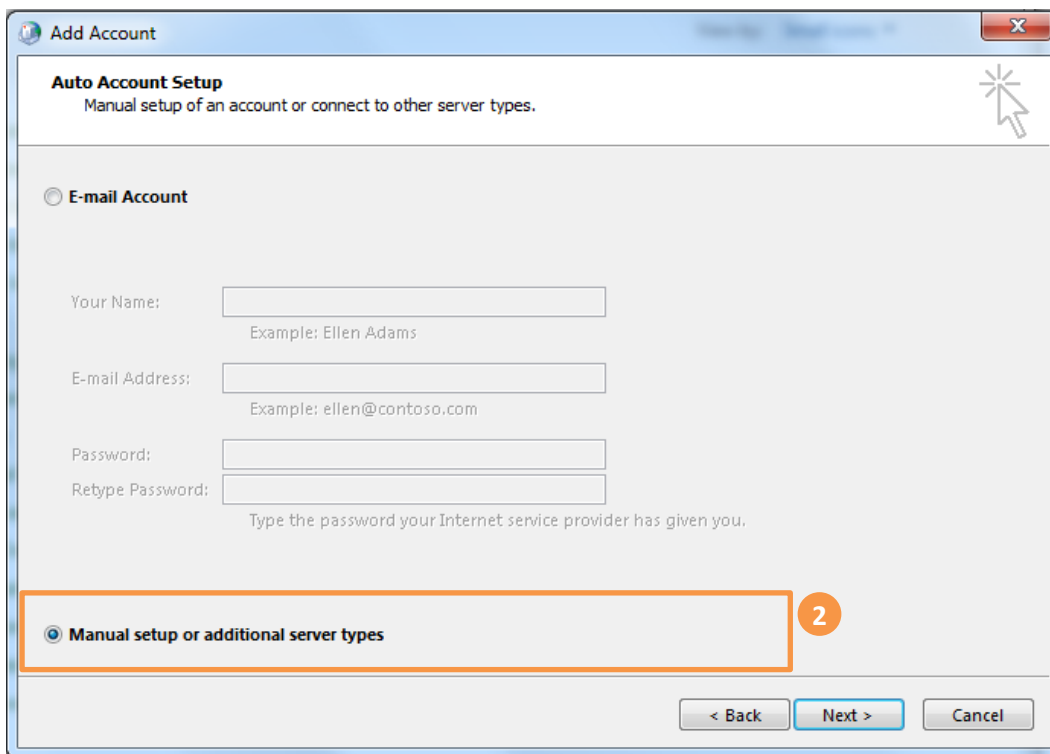 Add Account
X
Auto Account Setup
Manual setup of an account or connect to other server types.
E-mail Account
Your Name:
Example: Ellen Adams
E-mail Address:
Example: ellen@contoso.com
Password:
Retype Password:
Type the password your Internet service provider has given you.
Manual setup or additional server types
2
< Back
Next >
Cancel